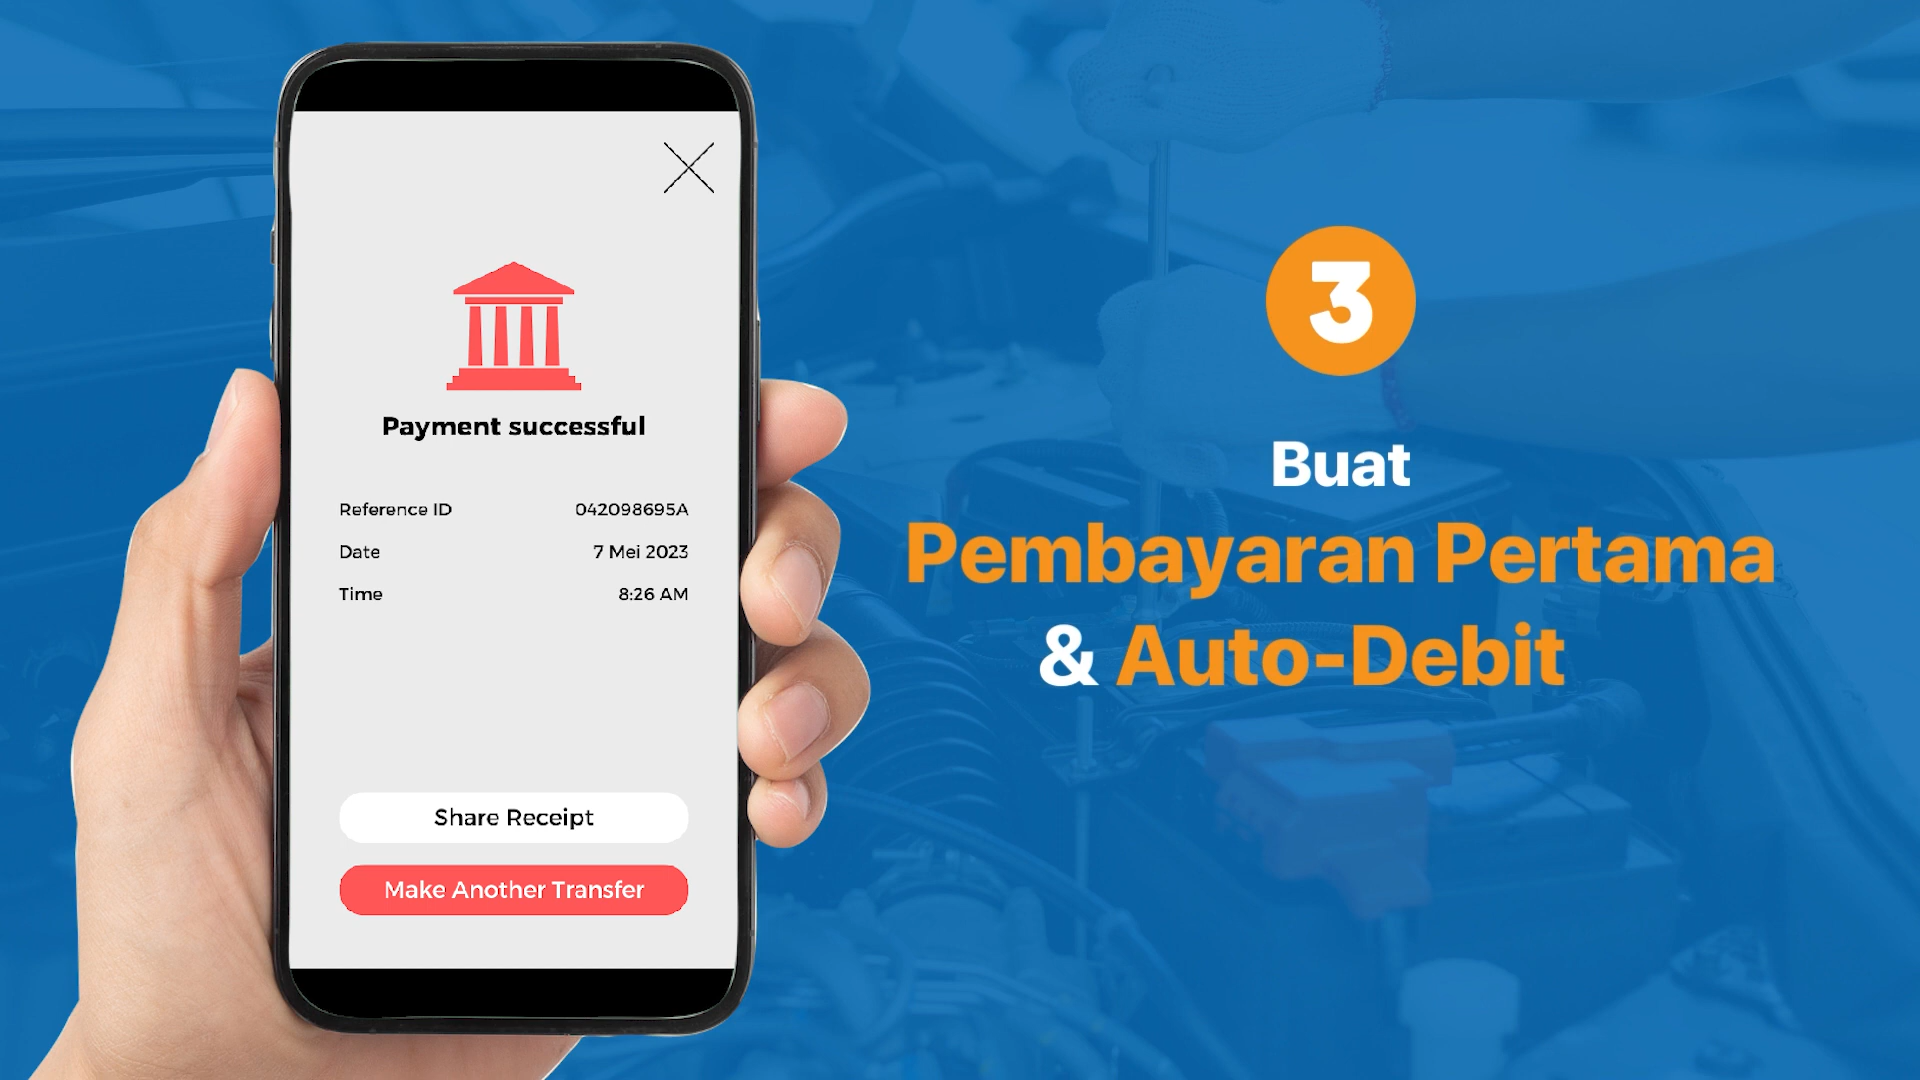 Payment successful
Reference ID 042098695A
Date 7 Mei 2023
Time 8:26 AM
Share Receipt
Make Another Transfer
3
Buat
Pembayaran Pertama
& Auto-Debit